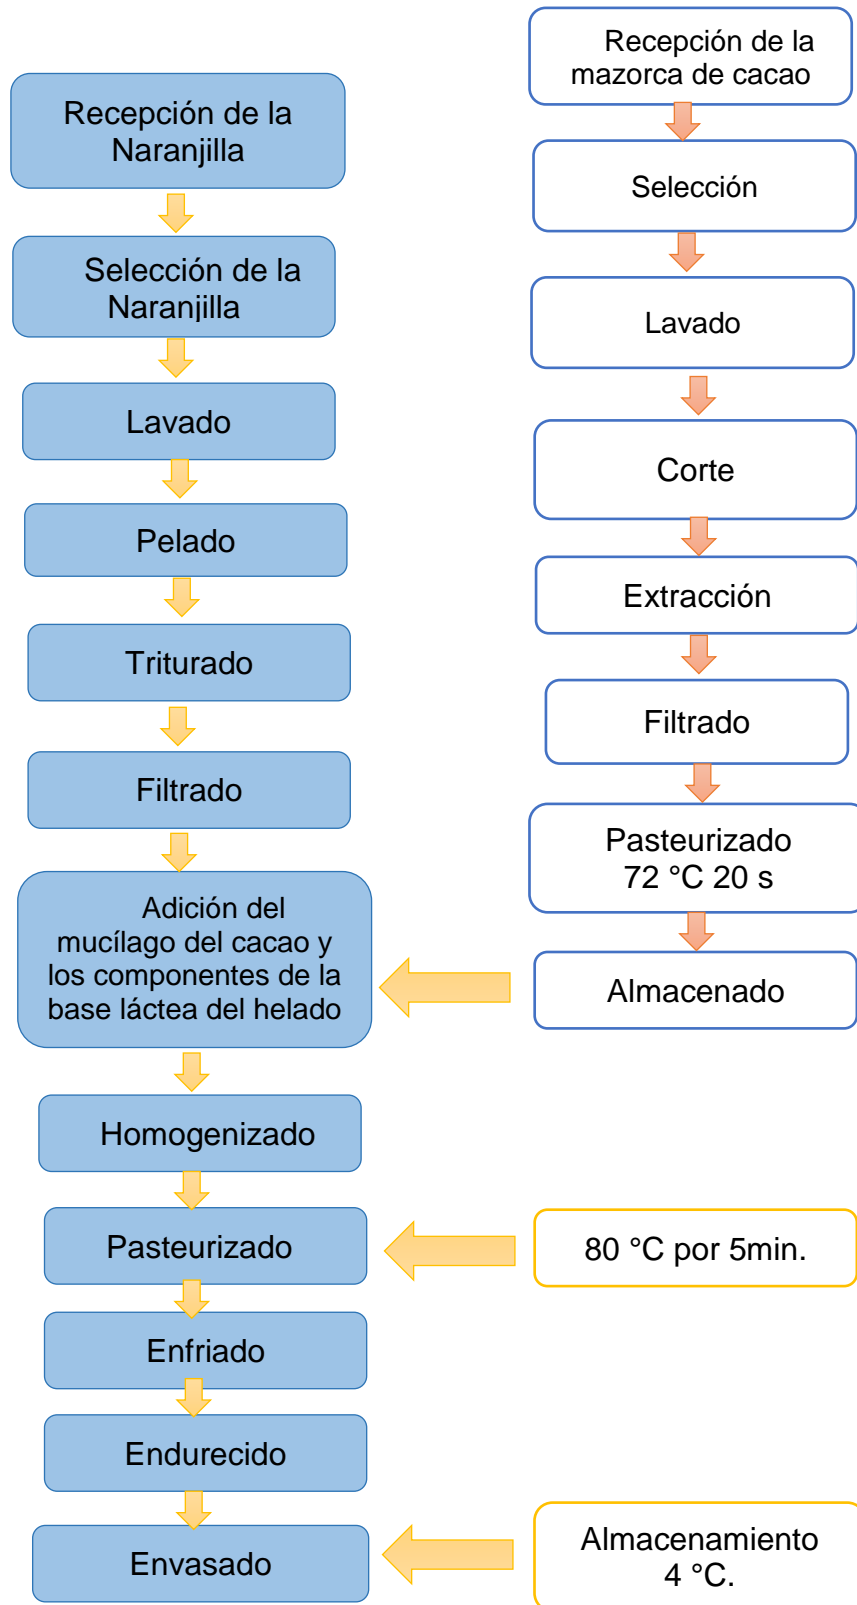 Recepción de la
Naranjilla
Selección de la
Naranjilla
Lavado
Pelado
Triturado
Filtrado
Adición del
mucílago del cacao y
los componentes de la
base láctea del helado
Homogenizado
Pasteurizado
Enfriado
Endurecido
Envasado
Recepción de la
mazorca de cacao
Selección
Lavado
Corte
Extracción
Filtrado
Pasteurizado
72 °C 20 s
Almacenado
80 °C por 5min.
Almacenamiento
4 °C.